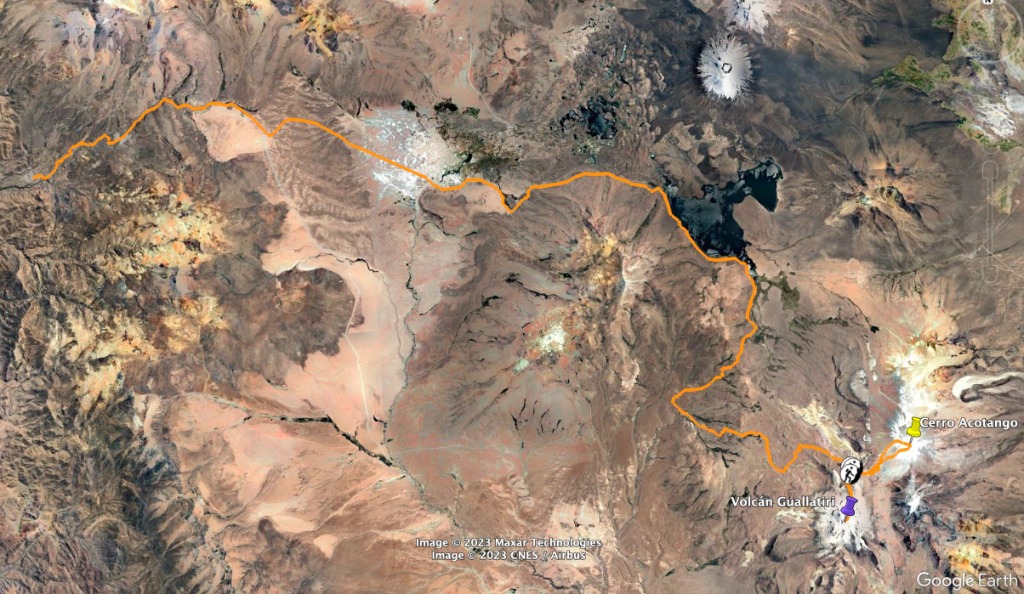 Cerro Acotango
Volcán Guallatiri
Image © 2023 Maxar Technologies
Image © 2023 CNES / Airbus
Google Earth